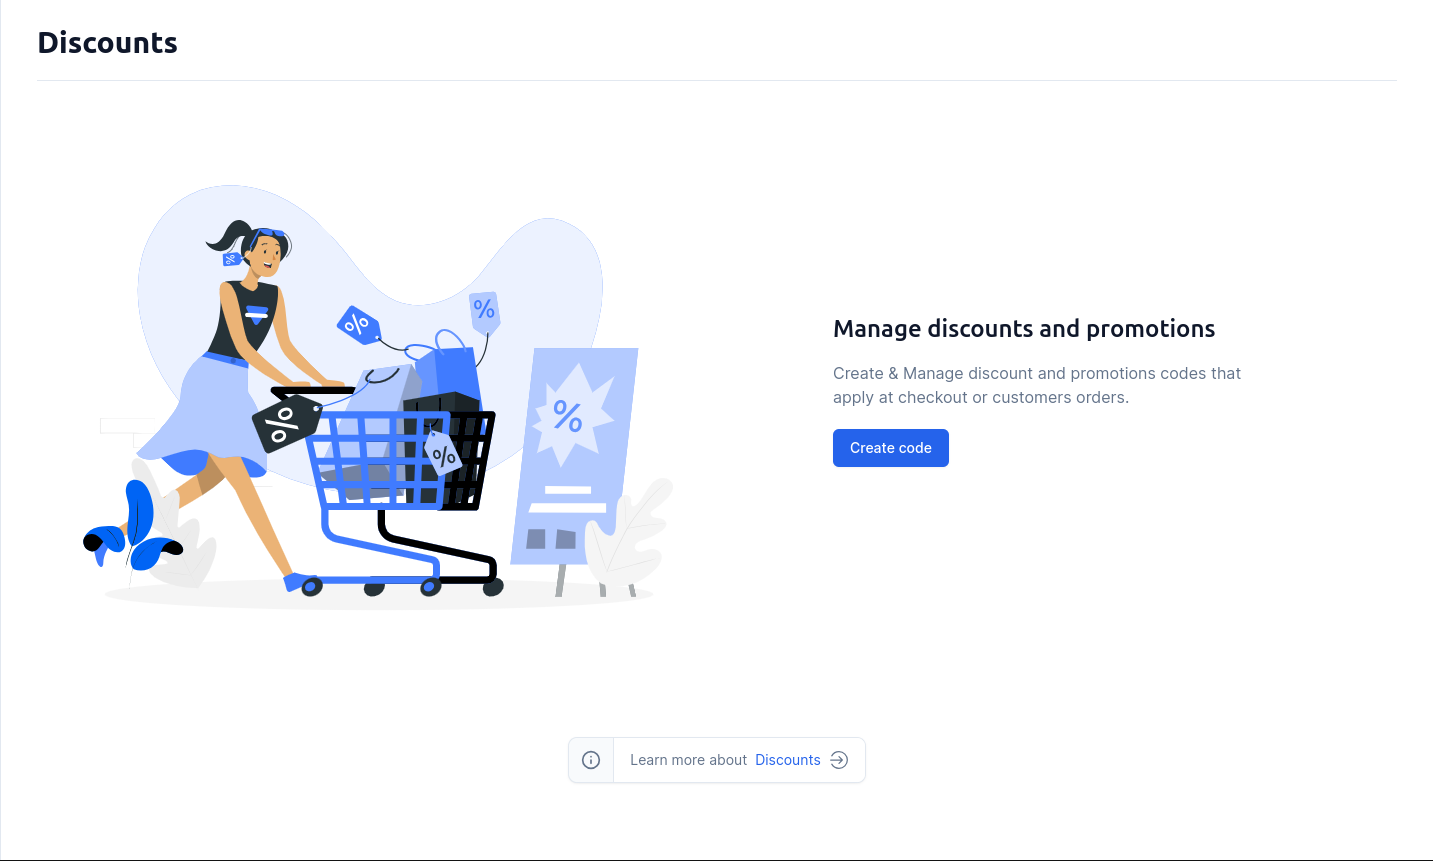 Discounts
%
%
%
%
%
%
Manage discounts and promotions
Create & Manage discount and promotions codes that
apply at checkout or customers orders.
Create code
Learn more about Discounts